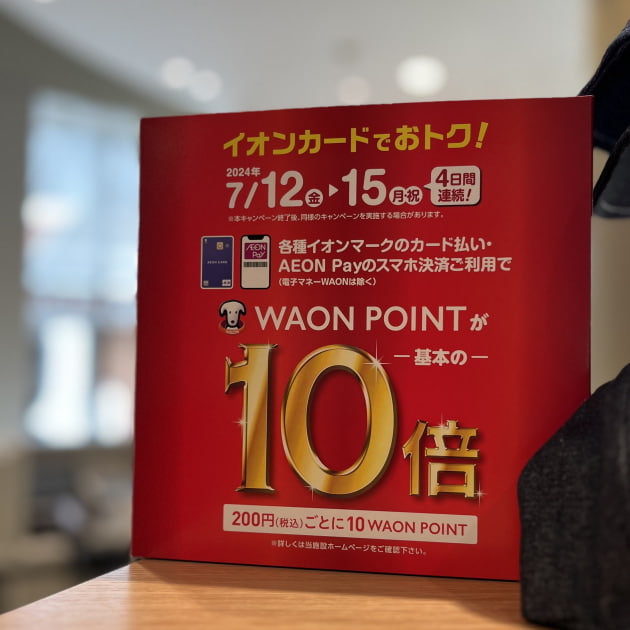 イオンカードでおトク!
2024年
7/12金▶15月・祝 4日間連続!
※本キャンペーン終了後、同様のキャンペーンを実施する場合があります。
AEON CARD
JCB
AEON Pay
各種イオンマークのカード払い・
AEON Payのスマホ決済ご利用で
(電子マネーWAONは除く)
WAON POINTが
—基本の—
10倍
200円(税込)ごとに10 WAON POINT
※詳しくは当施設ホームページをご確認下さい。